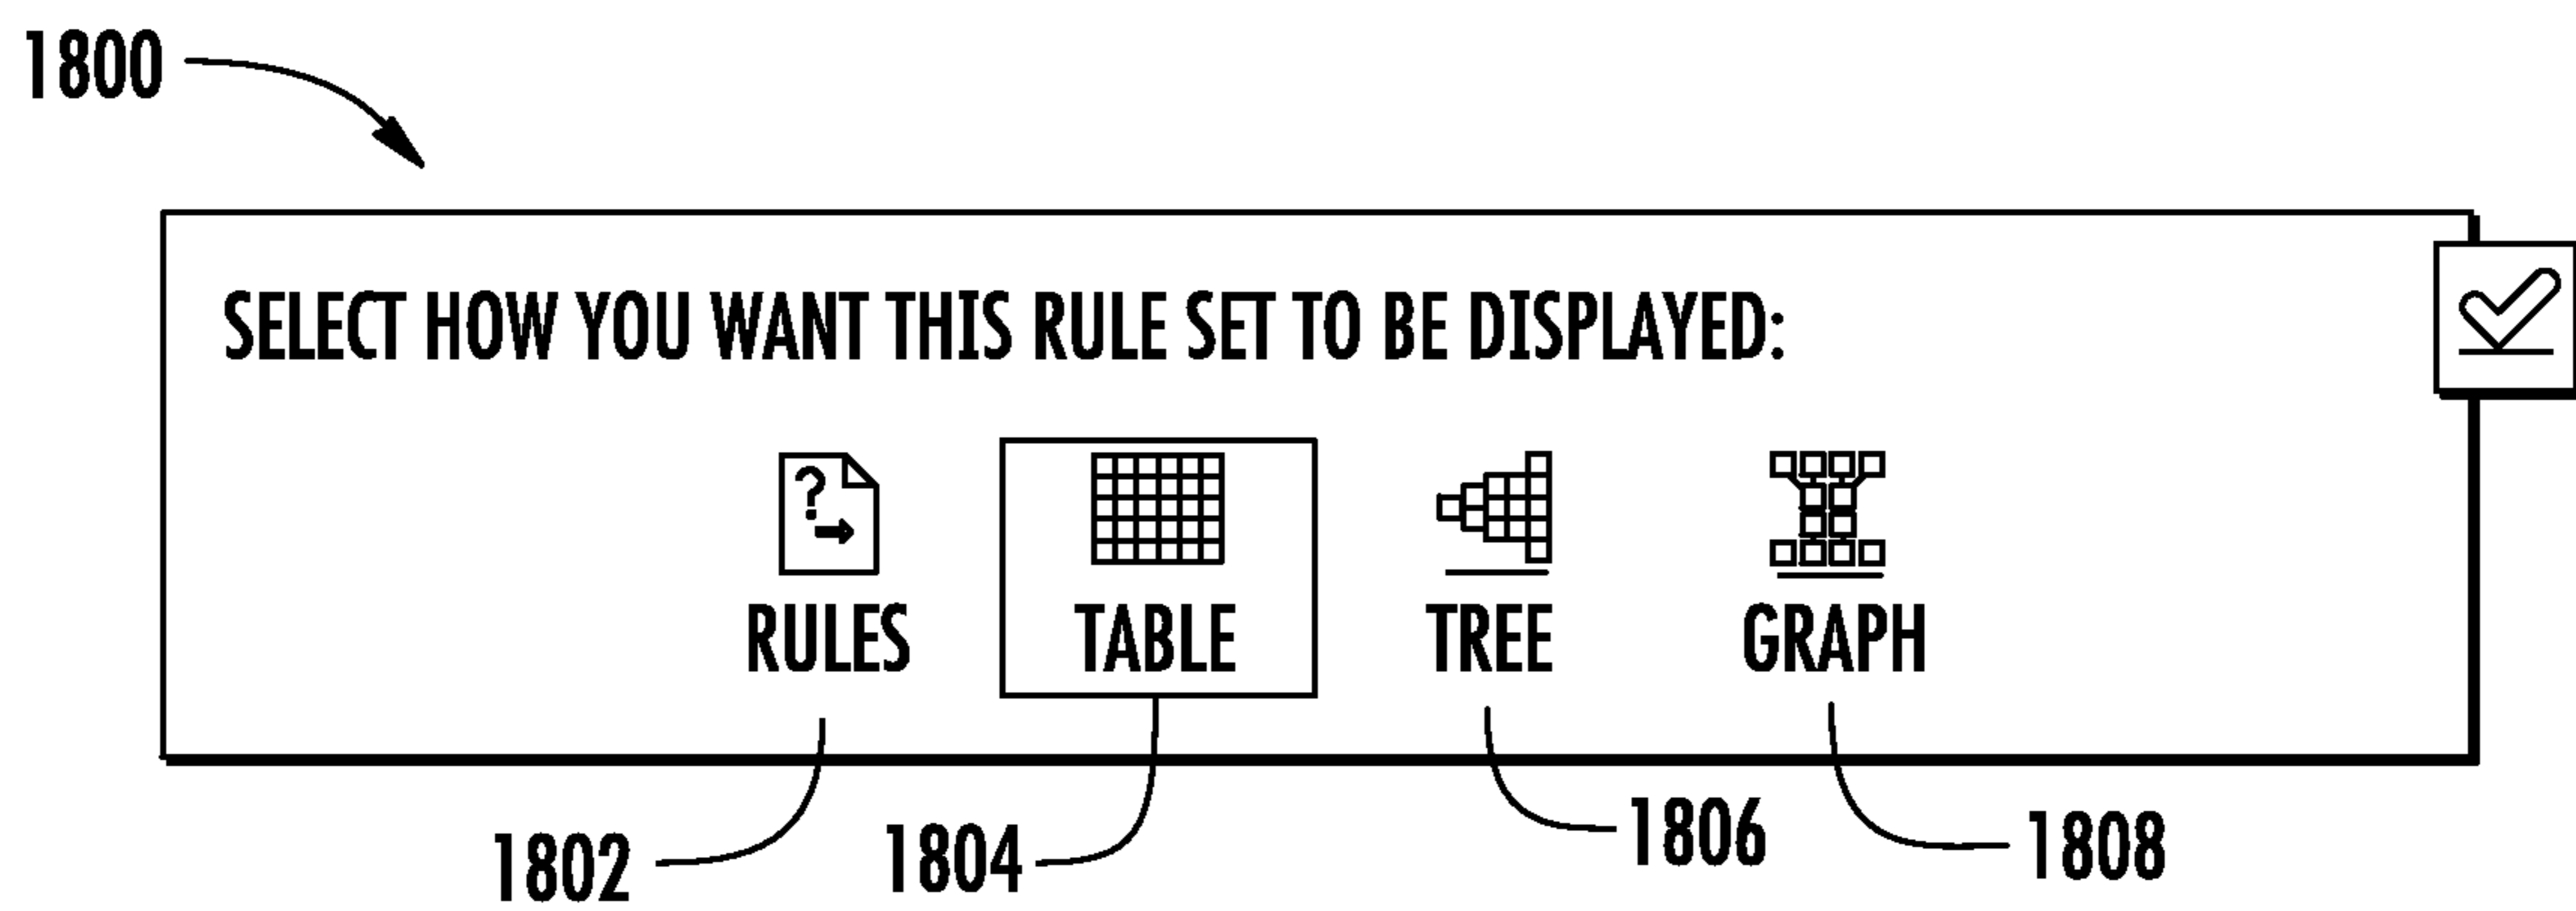 1800
SELECT HOW YOU WANT THIS RULE SET TO BE DISPLAYED:
?
RULES TABLE TREE GRAPH
1802 1804 1806 1808